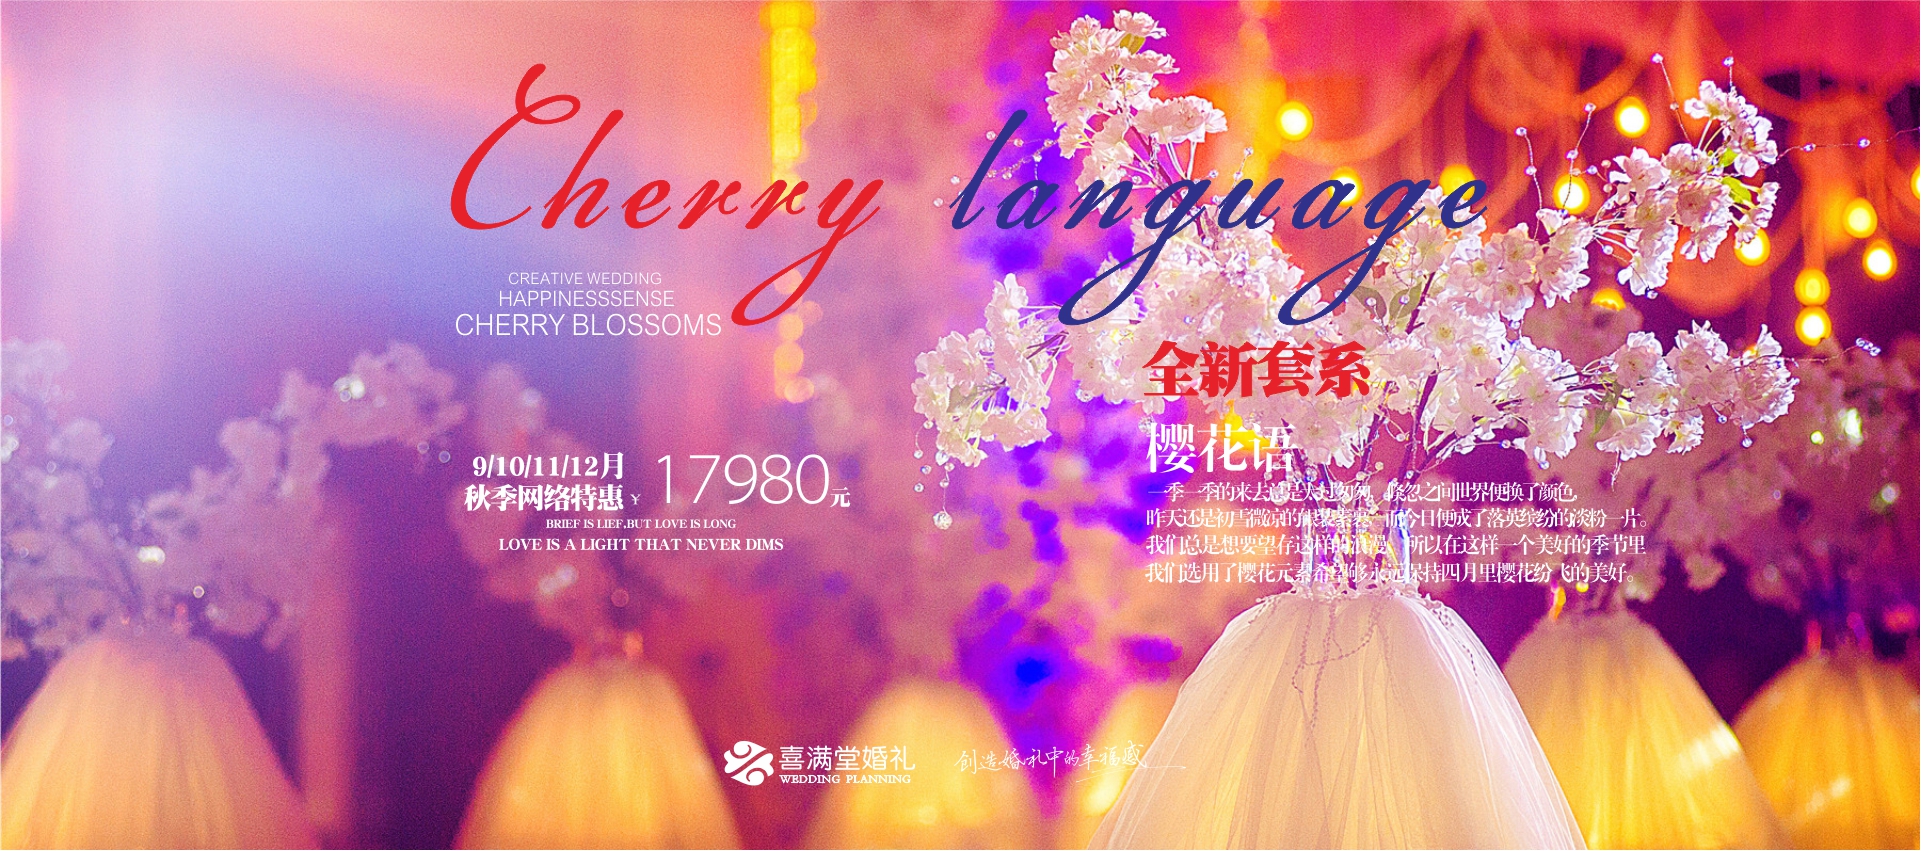 Cherry language
CREATIVE WEDDING
HAPPINESSSENSE
CHERRY BLOSSOMS
全新套系
樱花语
9/10/11/12月
秋季网络特惠 ¥ 17980元
BRIEF IS LIEF,BUT LOVE IS LONG
LOVE IS A LIGHT THAT NEVER DIMS
一季一季的来去总是太过匆匆，倏忽之间世界便换了颜色,
昨天还是初雪微凉的银装素裹，而今日便成了落英缤纷的淡粉一片。
我们总是想要望存这样的浪漫，所以在这样一个美好的季节里
我们选用了樱花元素希望够永远保持四月里樱花纷飞的美好。
喜满堂婚礼
WEDDING PLANNING
创造婚礼中的幸福感